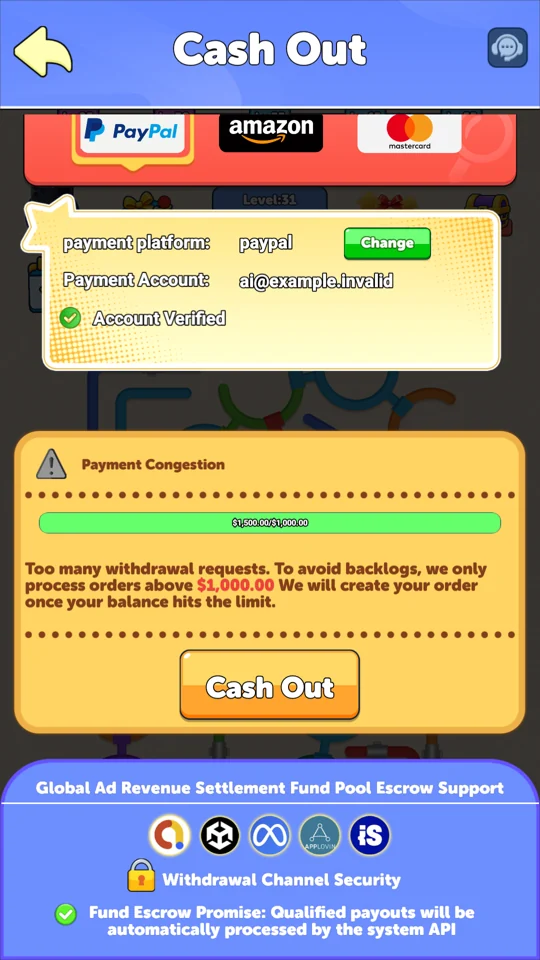 Cash Out
PayPal
amazon
mastercard
Level:31
payment platform: paypal
Change
Payment Account: ai@example.invalid
Account Verified
Payment Congestion
$1,500.00/$1,000.00
Too many withdrawal requests. To avoid backlogs, we only
process orders above $1,000.00 We will create your order
once your balance hits the limit.
Cash Out
Global Ad Revenue Settlement Fund Pool Escrow Support
APPLOVIN
iS
Withdrawal Channel Security
Fund Escrow Promise: Qualified payouts will be
automatically processed by the system API